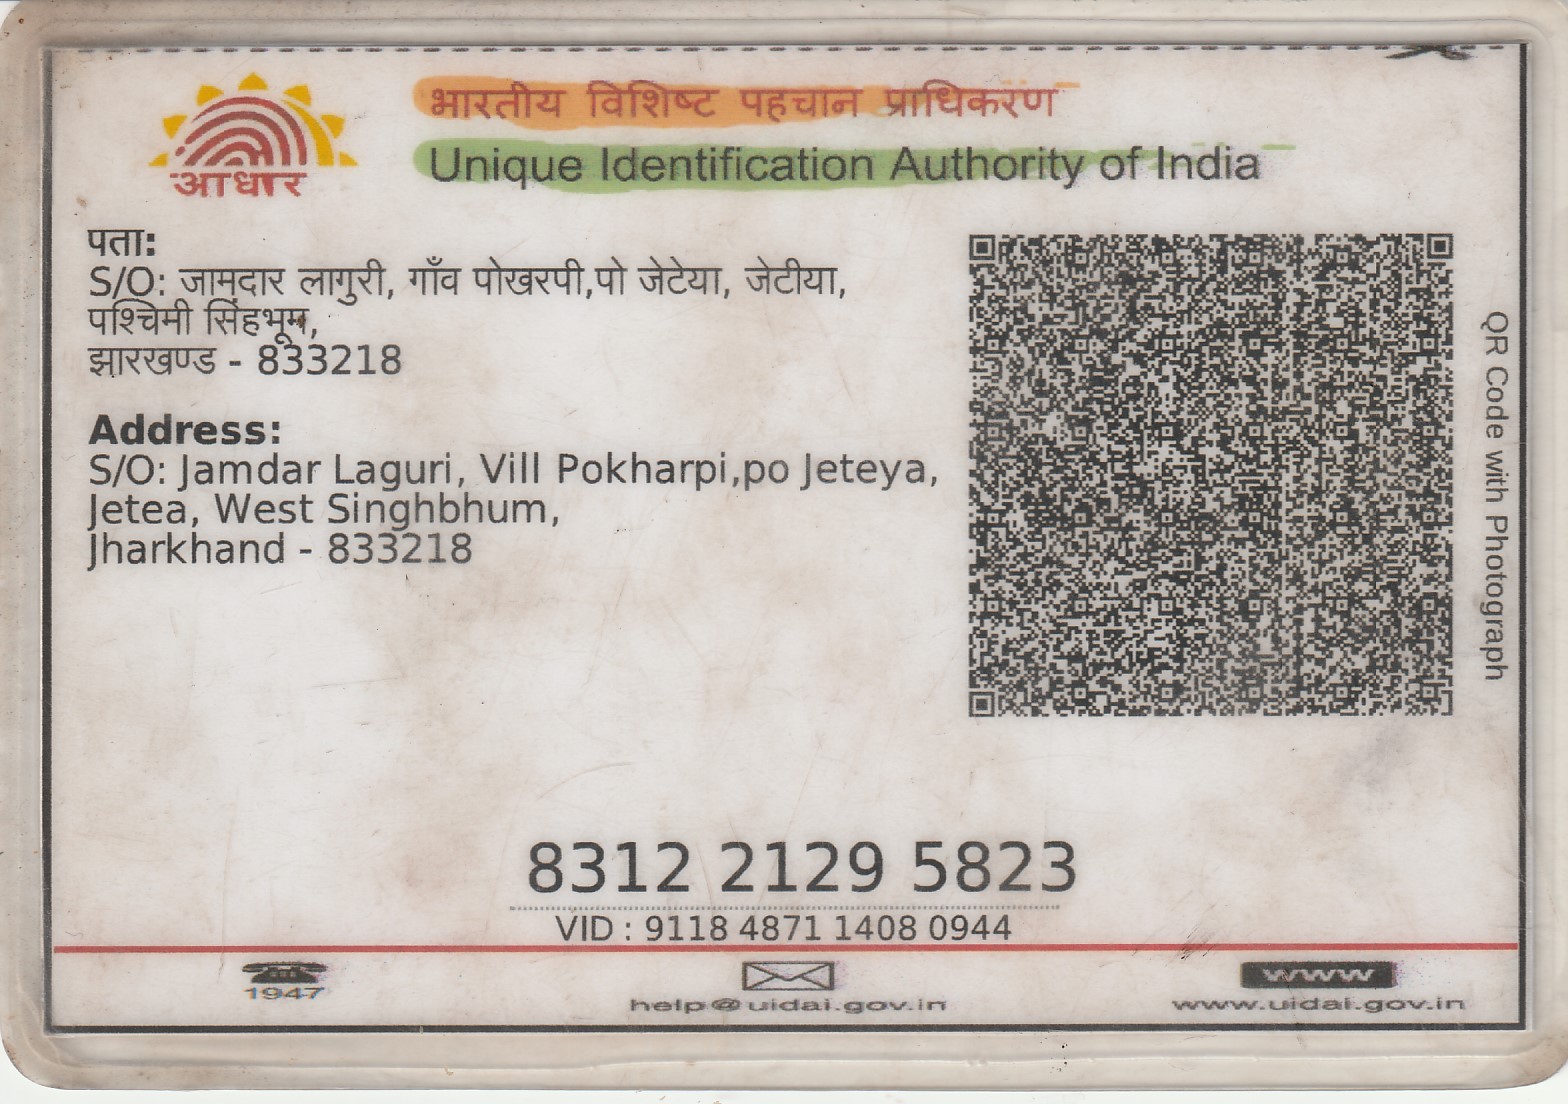 भारतीय विशिष्ट पहचान प्राधिकरण
Unique Identification Authority of India
आधार
पता:
S/O: जामदार लागुरी, गाँव पोखरपी,पो जेटेया, जेटीया,
पश्चिमी सिंहभूम,
झारखण्ड - 833218
Address:
S/O: Jamdar Laguri, Vill Pokharpi,po Jeteya,
Jetea, West Singhbhum,
Jharkhand - 833218
QR Code with Photograph
8312 2129 5823
VID : 9118 4871 1408 0944
1947
help@uidai.gov.in
www
www.uidai.gov.in